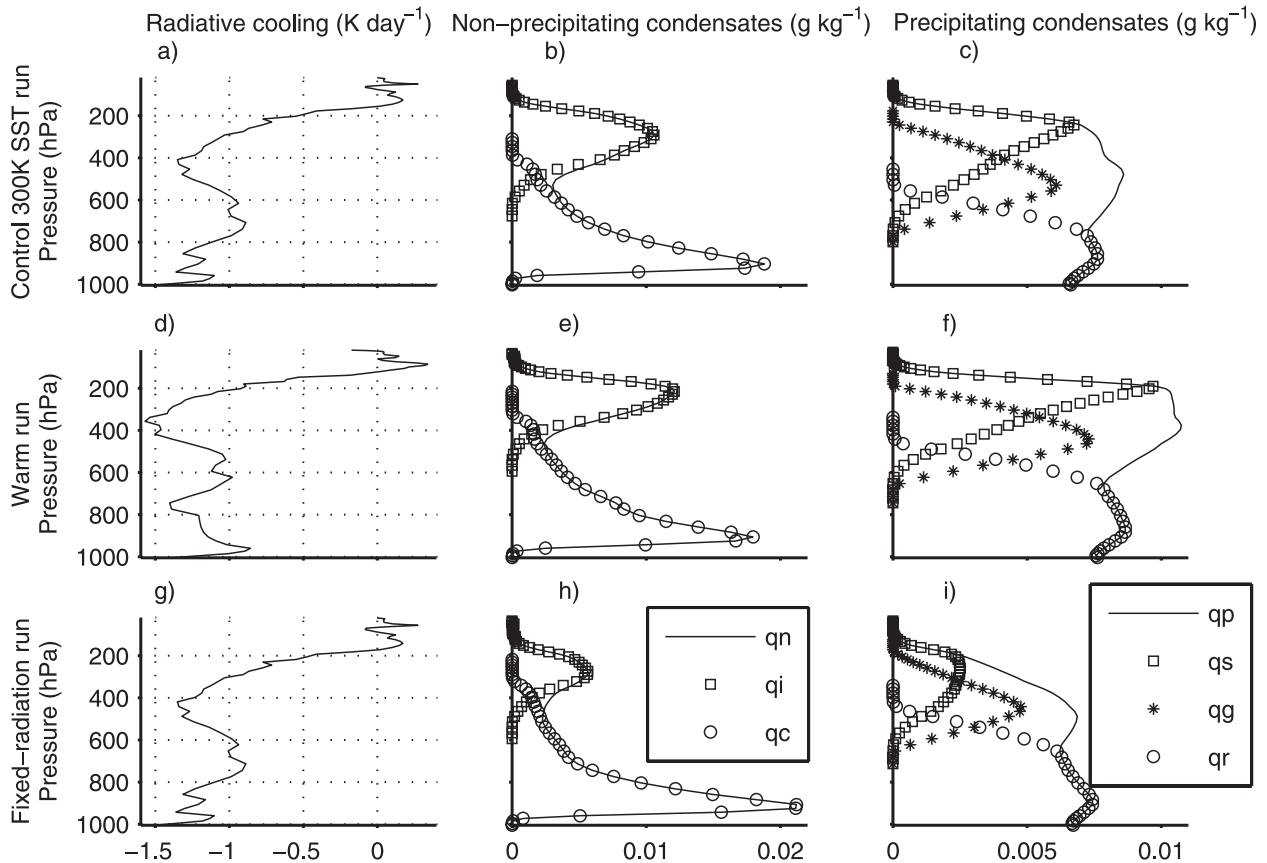 Radiative cooling (K day−1)
Non−precipitating condensates (g kg−1)
Precipitating condensates (g kg−1)
a)
b)
c)
Control 300K SST run
Pressure (hPa)
200
400
600
800
1000
d)
e)
f)
Warm run
Pressure (hPa)
200
400
600
800
1000
g)
h)
i)
Fixed−radiation run
Pressure (hPa)
200
400
600
800
1000
qn
qi
qc
qp
qs
qg
qr
−1.5 −1 −0.5 0
0 0.01 0.02
0 0.005 0.01